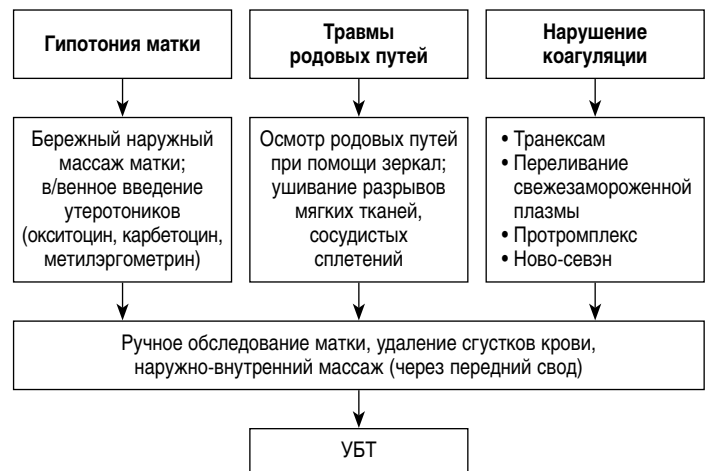 Гипотония матки
Травмы
родовых путей
Нарушение
коагуляции
Бережный наружный
массаж матки;
в/венное введение
утеротоников
(окситоцин, карбетоцин,
метилэргометрин)
Осмотр родовых путей
при помощи зеркал;
ушивание разрывов
мягких тканей,
сосудистых
сплетений
• Транексам
• Переливание
свежезамороженной
плазмы
• Протромплекс
• Ново-севэн
Ручное обследование матки, удаление сгустков крови,
наружно-внутренний массаж (через передний свод)
УБТ